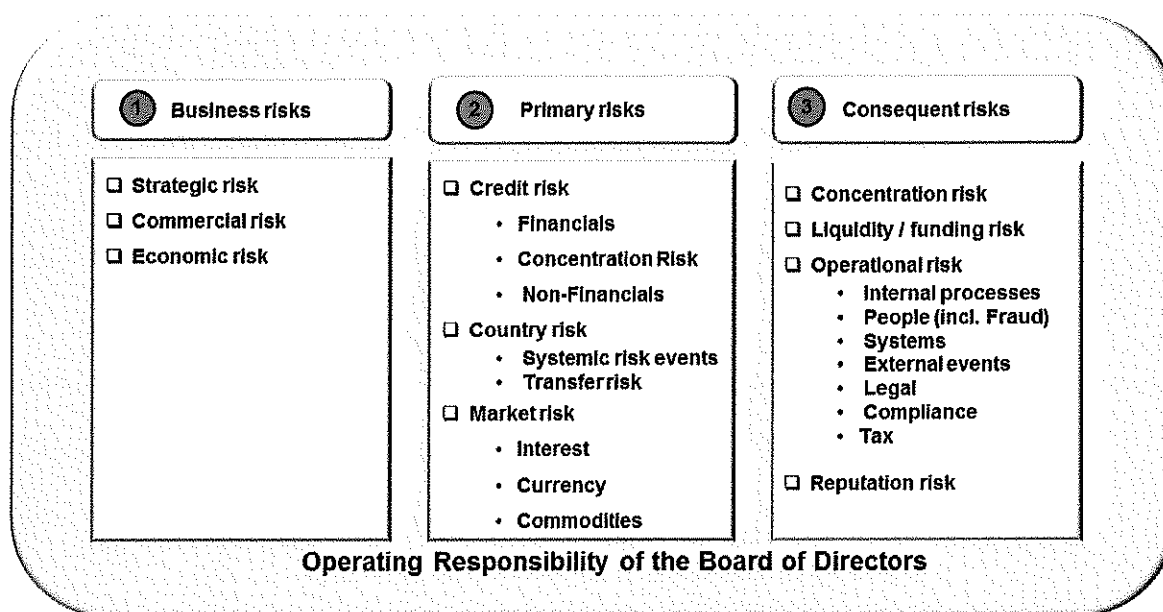 1 Business risks
Strategic risk
Commercial risk
Economic risk
2 Primary risks
Credit risk
• Financials
• Concentration Risk
• Non-Financials
Country risk
• Systemic risk events
• Transfer risk
Market risk
• Interest
• Currency
• Commodities
3 Consequent risks
Concentration risk
Liquidity / funding risk
Operational risk
• Internal processes
• People (incl. Fraud)
• Systems
• External events
• Legal
• Compliance
• Tax
Reputation risk
Operating Responsibility of the Board of Directors